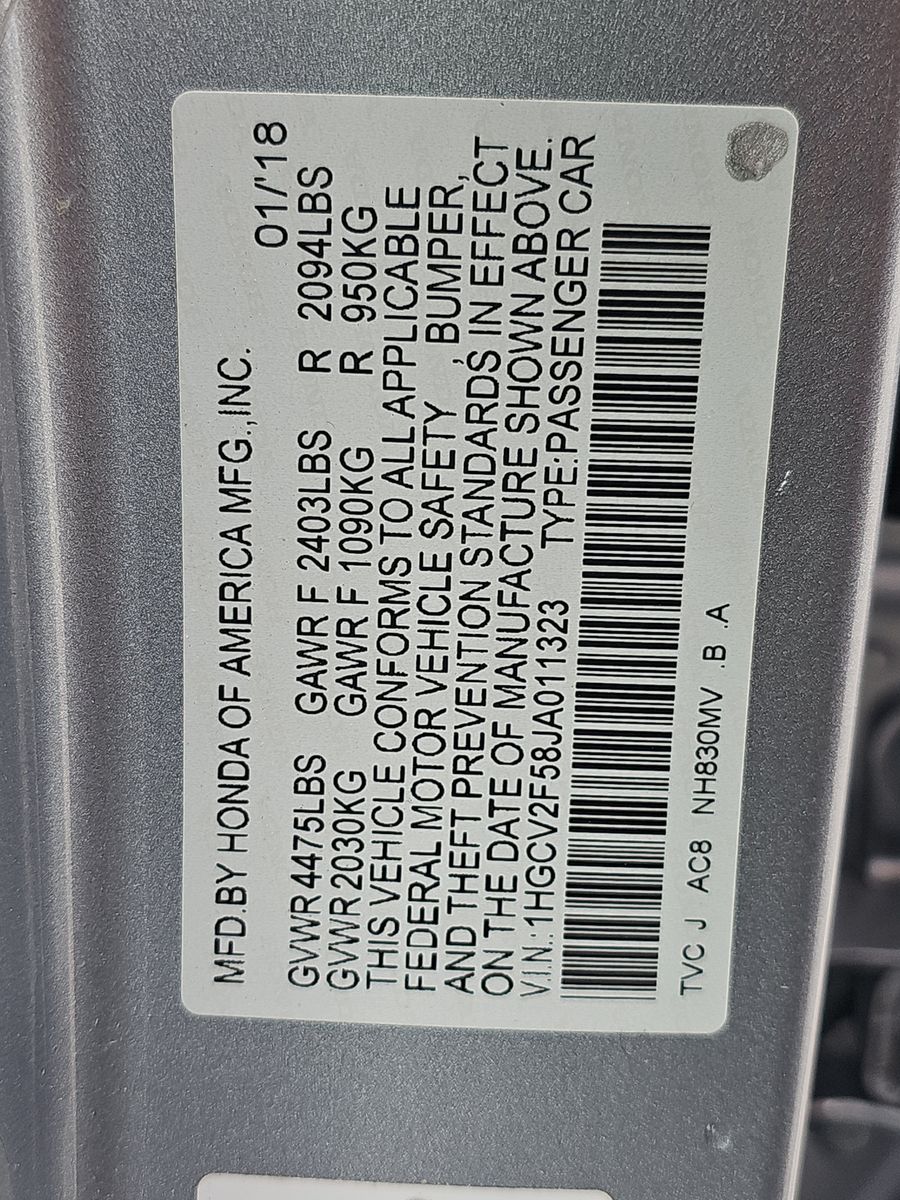 MFD.BY HONDA OF AMERICA MFG.,INC. 01/'18
GVWR 4475LBS GAWR F 2403LBS R 2094LBS
GVWR 2030KG GAWR F 1090KG R 950KG
THIS VEHICLE CONFORMS TO ALL APPLICABLE
FEDERAL MOTOR VEHICLE SAFETY, BUMPER,
AND THEFT PREVENTION STANDARDS, IN EFFECT
ON THE DATE OF MANUFACTURE SHOWN ABOVE.
V.I.N.:1HGCV2F58JA011323 TYPE:PASSENGER CAR
TVC J AC8 NH830MV .B .A